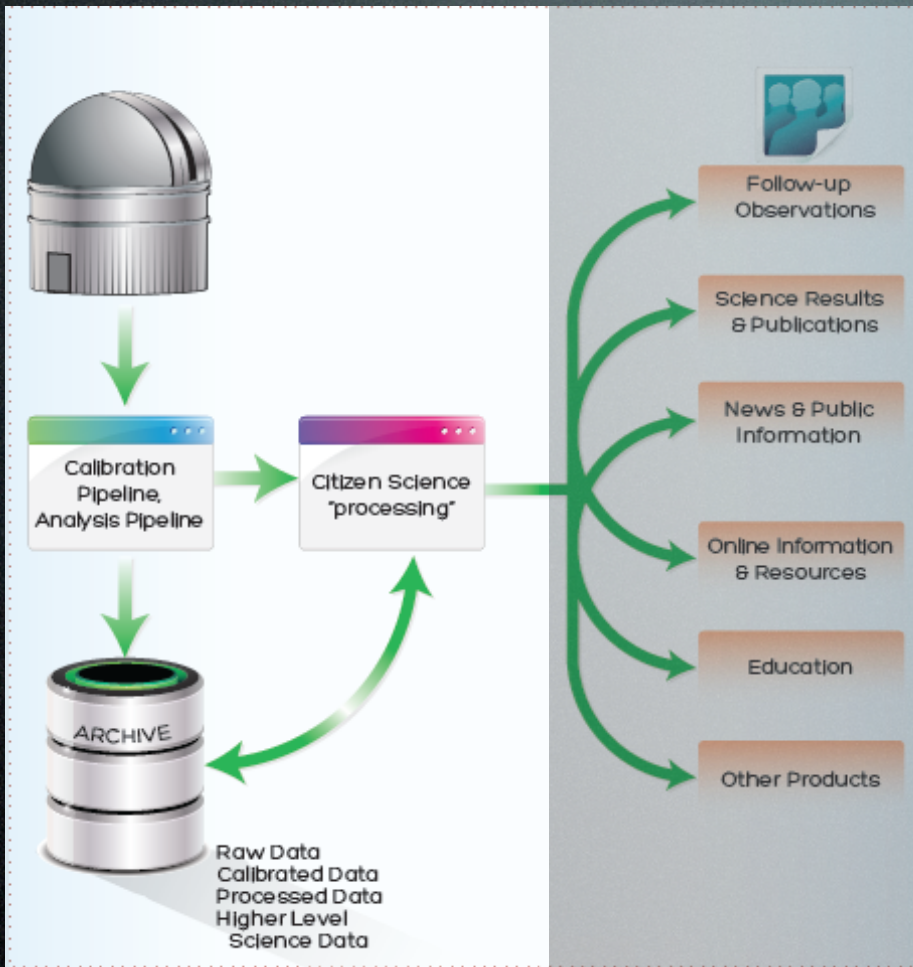 Calibration
Pipeline,
Analysis Pipeline
Citizen Science
"processing"
ARCHIVE
Raw Data
Calibrated Data
Processed Data
Higher Level
Science Data
Follow-up
Observations
Science Results
& Publications
News & Public
Information
Online Information
& Resources
Education
Other Products